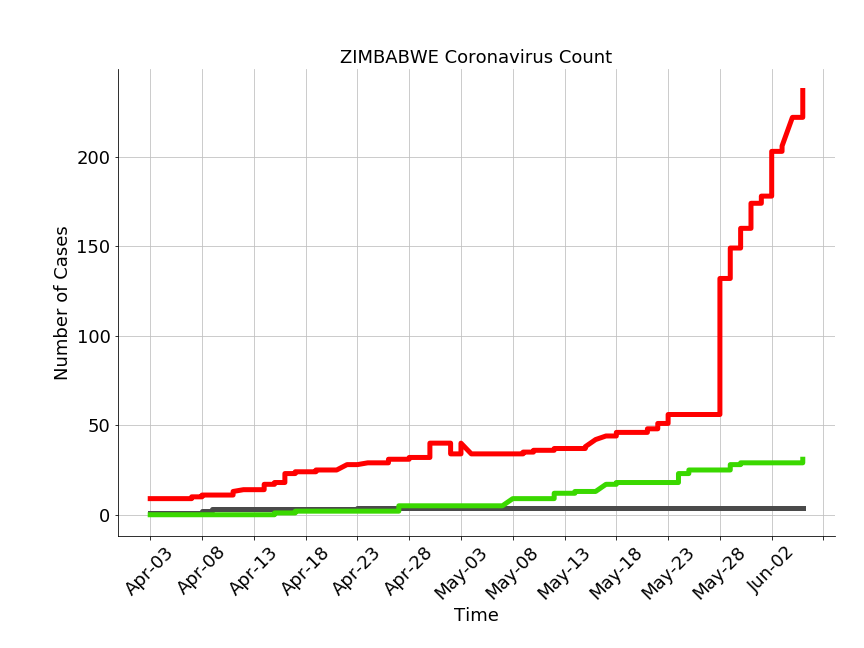 ZIMBABWE Coronavirus Count
Number of Cases
200
150
100
50
0
Apr-03
Apr-08
Apr-13
Apr-18
Apr-23
Apr-28
May-03
May-08
May-13
May-18
May-23
May-28
Jun-02
Time